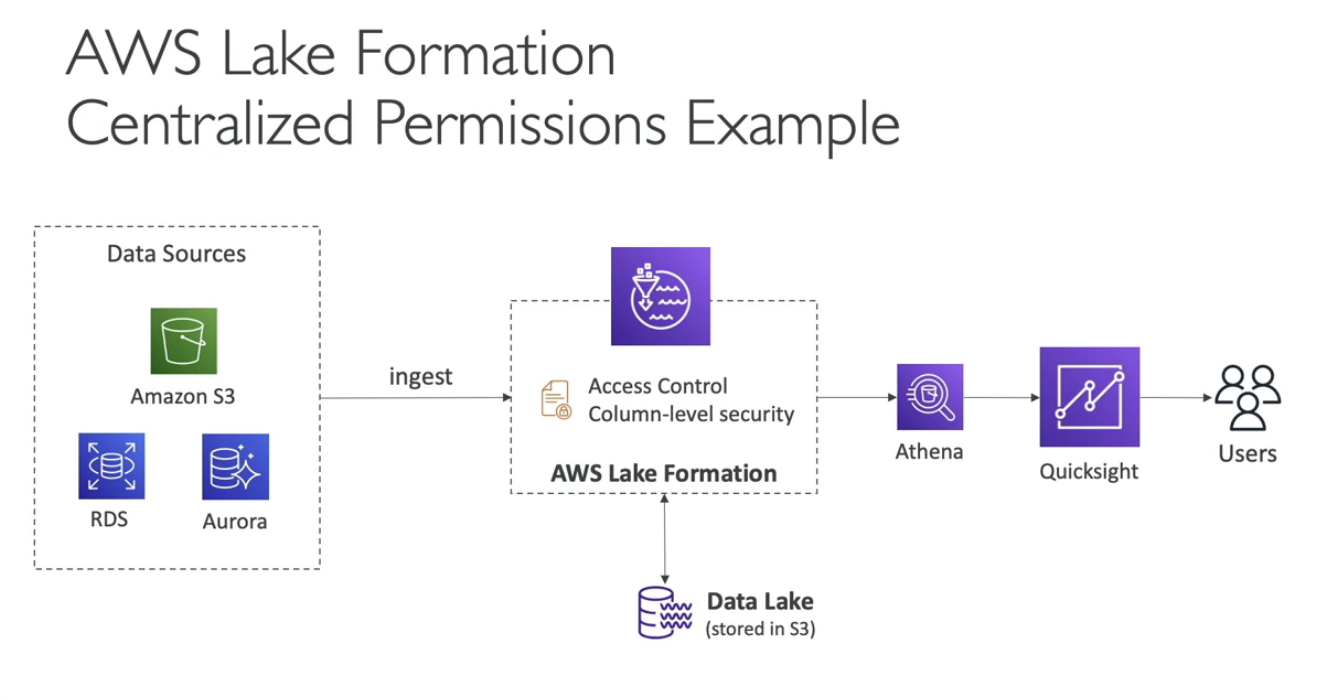 AWS Lake Formation
Centralized Permissions Example
Data Sources
Amazon S3
RDS
Aurora
ingest
Access Control
Column-level security
AWS Lake Formation
Data Lake
(stored in S3)
Athena
Quicksight
Users